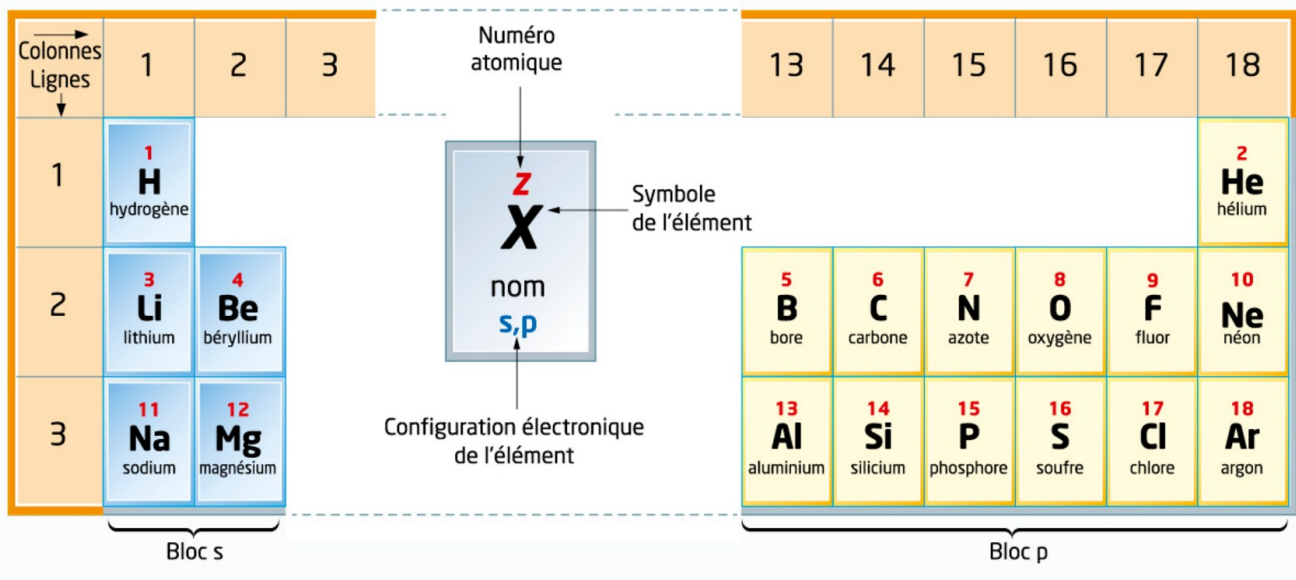 Colonnes
Lignes
1 2 3
13 14 15 16 17 18
Numéro
atomique
z
X
nom
s,p
Symbole
de l'élément
Configuration électronique
de l'élément
1
1
H
hydrogène
2
He
hélium
2
3
Li
lithium
4
Be
béryllium
5
B
bore
6
C
carbone
7
N
azote
8
O
oxygène
9
F
fluor
10
Ne
néon
3
11
Na
sodium
12
Mg
magnésium
13
Al
aluminium
14
Si
silicium
15
P
phosphore
16
S
soufre
17
Cl
chlore
18
Ar
argon
Bloc s
Bloc p